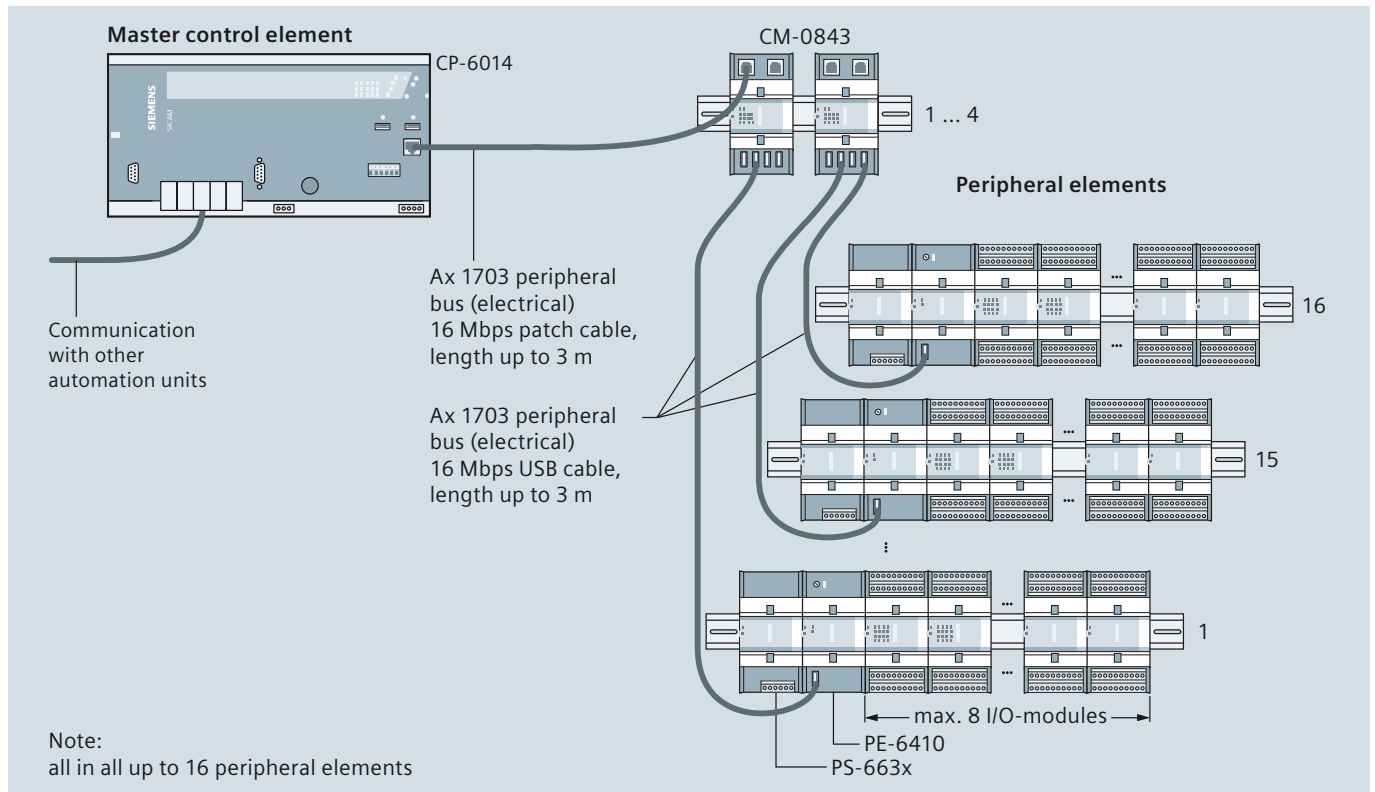 Master control element
CP-6014
SIEMENS
SICAM
CM-0843
1 ... 4
Peripheral elements
Communication
with other
automation units
Ax 1703 peripheral
bus (electrical)
16 Mbps patch cable,
length up to 3 m
Ax 1703 peripheral
bus (electrical)
16 Mbps USB cable,
length up to 3 m
16
15
1
max. 8 I/O-modules
PE-6410
PS-663x
Note:
all in all up to 16 peripheral elements